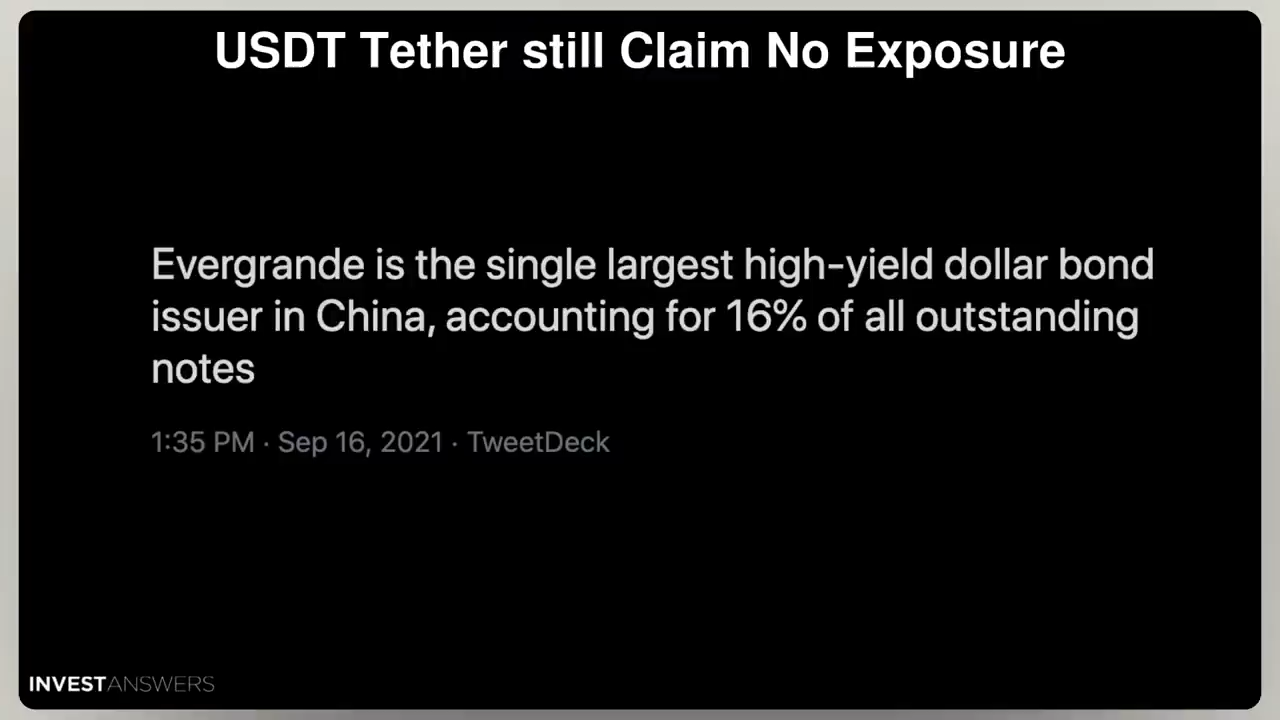 USDT Tether still Claim No Exposure
Evergrande is the single largest high-yield dollar bond
issuer in China, accounting for 16% of all outstanding
notes
1:35 PM · Sep 16, 2021 · TweetDeck
INVESTANSWERS